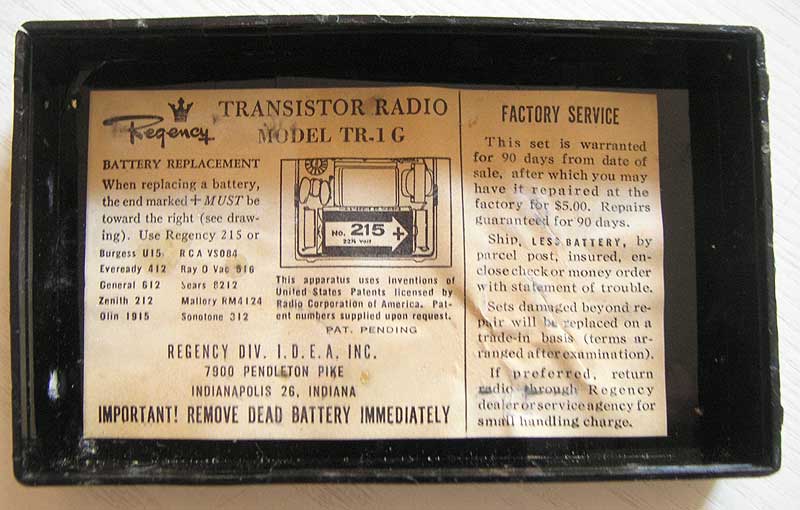 Regency
TRANSISTOR RADIO
MODEL TR-1G
BATTERY REPLACEMENT
When replacing a battery,
the end marked + MUST be
toward the right (see draw-
ing). Use Regency 215 or
Burgess U15 RCA VS084
Eveready 412 Ray O Vac 816
General 612 Sears 6212
Zenith 212 Mallory RM4124
Olin 1915 Sonotone 312
No. 215 +
22½ VOLT
This apparatus uses inventions of
United States Patents licensed by
Radio Corporation of America. Pat-
ent numbers supplied upon request.
PAT. PENDING
REGENCY DIV. I.D.E.A, INC.
7900 PENDLETON PIKE
INDIANAPOLIS 26, INDIANA
IMPORTANT! REMOVE DEAD BATTERY IMMEDIATELY
FACTORY SERVICE
This set is warranted
for 90 days from date of
sale, after which you may
have it repaired at the
factory for $5.00. Repairs
guaranteed for 90 days.
Ship, LESS BATTERY, by
parcel post, insured, en-
close check or money order
with statement of trouble.
Sets damaged beyond re-
pair will be replaced on a
trade-in basis (terms ar-
ranged after examination).
If preferred, return
radio through Regency
dealer or service agency for
small handling charge.